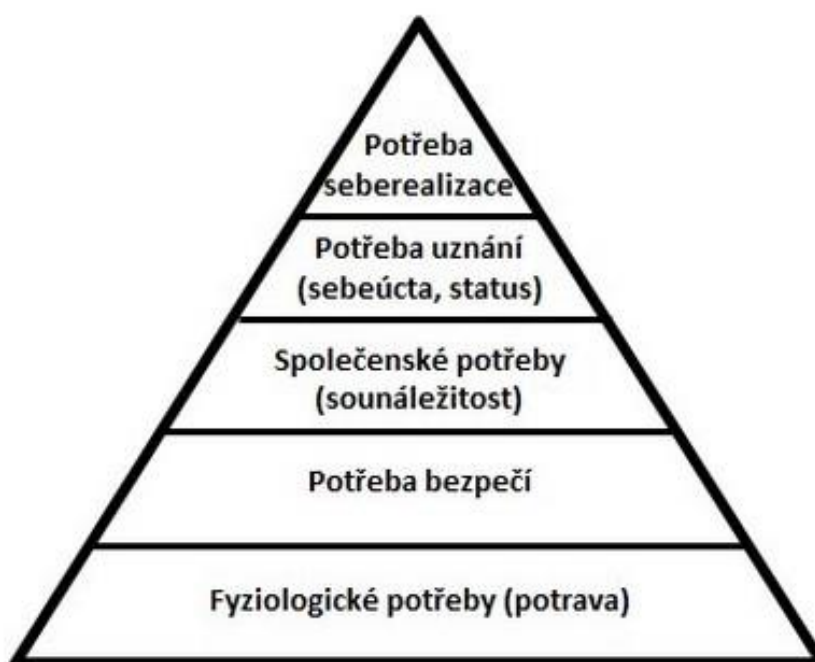 Potřeba
seberealizace
Potřeba uznání
(sebeúcta, status)
Společenské potřeby
(sounáležitost)
Potřeba bezpečí
Fyziologické potřeby (potrava)